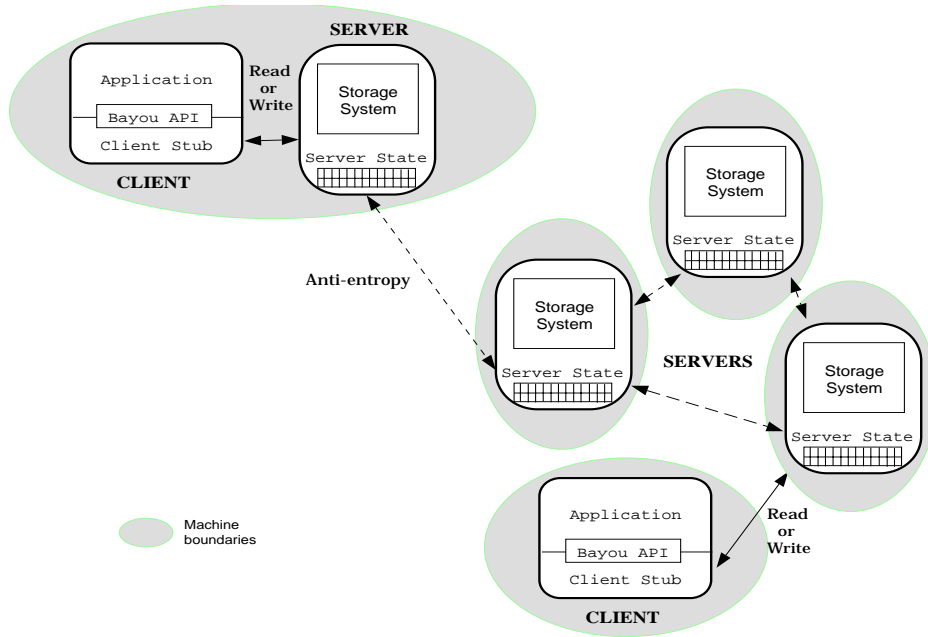 SERVER
Application
Bayou API
Client Stub
CLIENT
Read
or
Write
Storage
System
Server State
Anti-entropy
Storage
System
Server State
Storage
System
Server State
SERVERS
Storage
System
Server State
Read
or
Write
Application
Bayou API
Client Stub
CLIENT
Machine
boundaries